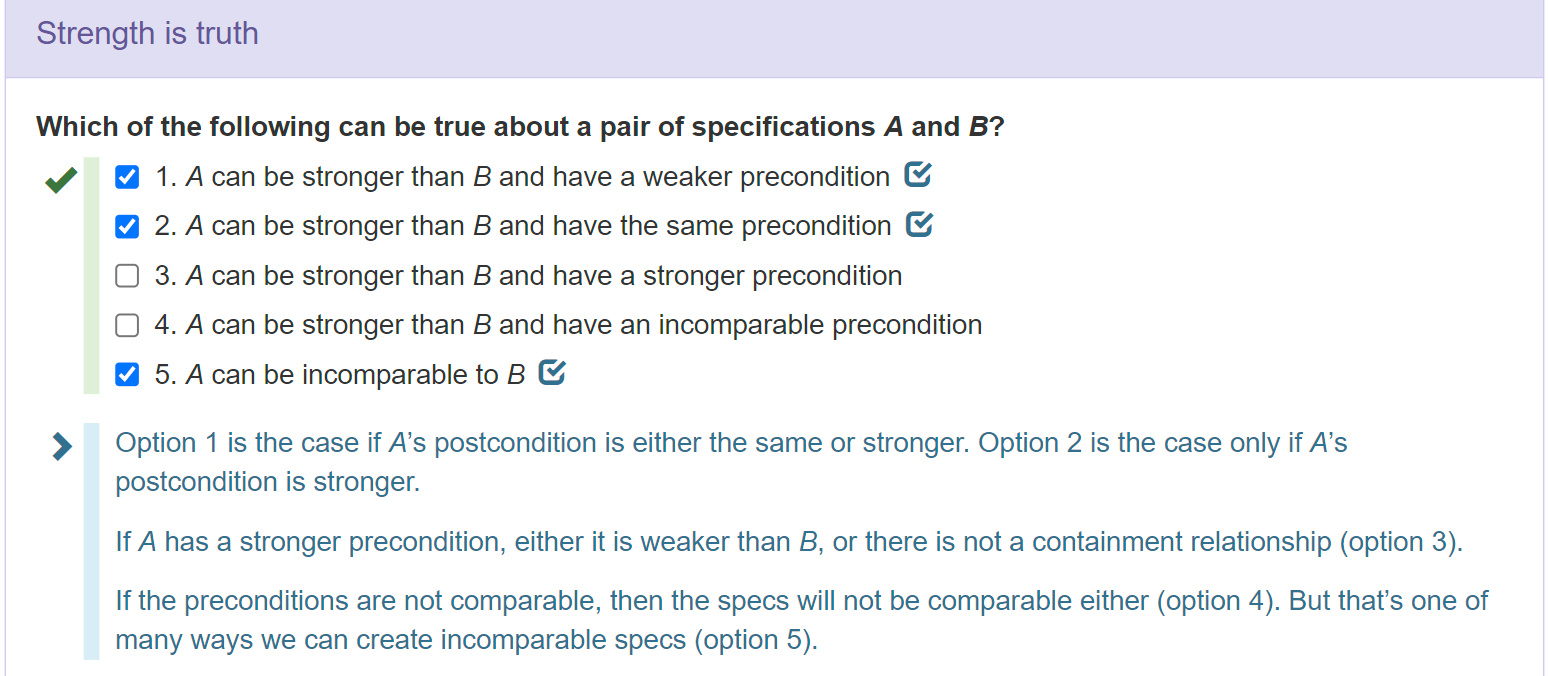 Strength is truth
Which of the following can be true about a pair of specifications A and B?
1. A can be stronger than B and have a weaker precondition
2. A can be stronger than B and have the same precondition
3. A can be stronger than B and have a stronger precondition
4. A can be stronger than B and have an incomparable precondition
5. A can be incomparable to B
Option 1 is the case if A’s postcondition is either the same or stronger. Option 2 is the case only if A’s
postcondition is stronger.
If A has a stronger precondition, either it is weaker than B, or there is not a containment relationship (option 3).
If the preconditions are not comparable, then the specs will not be comparable either (option 4). But that’s one of
many ways we can create incomparable specs (option 5).